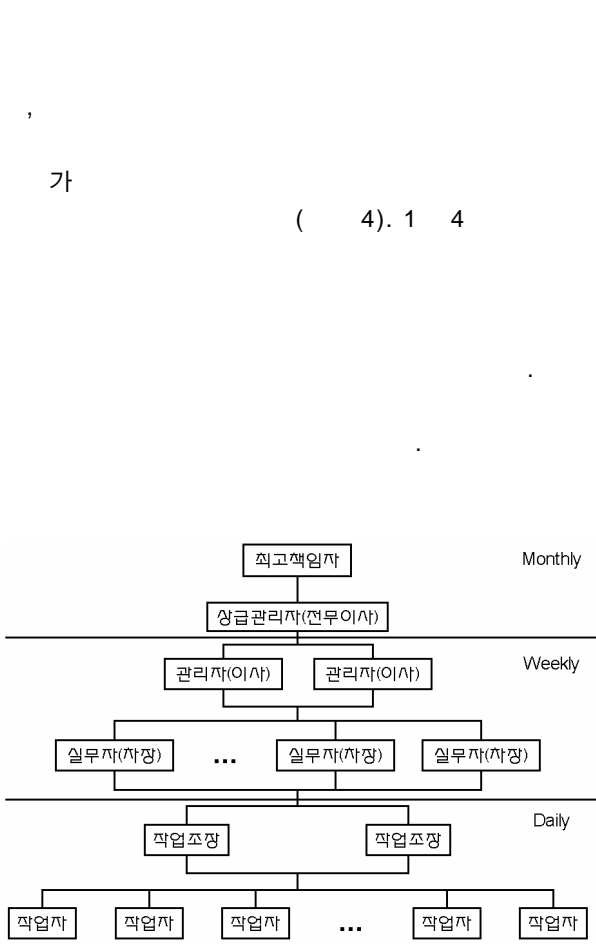 ,
가
( 4). 1 4
.
.
최고책임자 Monthly
상급관리자(전무이사)
관리자(이사) 관리자(이사) Weekly
실무자(차장) ... 실무자(차장) 실무자(차장)
Daily
작업조장 작업조장
작업자 작업자 작업자 ... 작업자 작업자